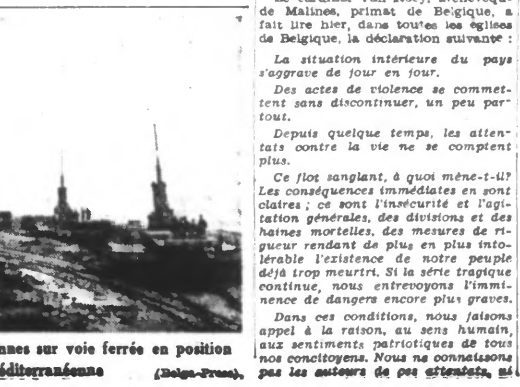 de Malines, primat de Belgique, a
fait lire hier, dans toutes les églises
de Belgique, la déclaration suivante :
La situation intérieure du pays
s'aggrave de jour en jour.
Des actes de violence se commet-
tent sans discontinuer, un peu par-
tout.
Depuis quelque temps, les atten-
tats contre la vie ne se comptent
plus.
Ce flot sanglant, à quoi mène-t-il?
Les conséquences immédiates en sont
claires ; ce sont l'insécurité et l'agi-
tation générales, des divisions et des
haines mortelles, des mesures de ri-
gueur rendant de plus en plus into-
lérable l'existence de notre peuple
déjà trop meurtri. Si la série tragique
continue, nous entrevoyons l'immi-
nence de dangers encore plus graves.
Dans ces conditions, nous faisons
appel à la raison, au sens humain,
aux sentiments patriotiques de tous
nos concitoyens. Nous ne connaissons
pas les auteurs de ces attentats, ni
nnes sur voie ferrée en position
éditerranéenne (Belga-Press).